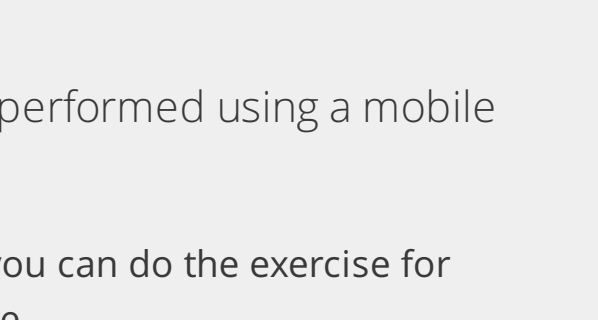 performed using a mobile
you can do the exercise for